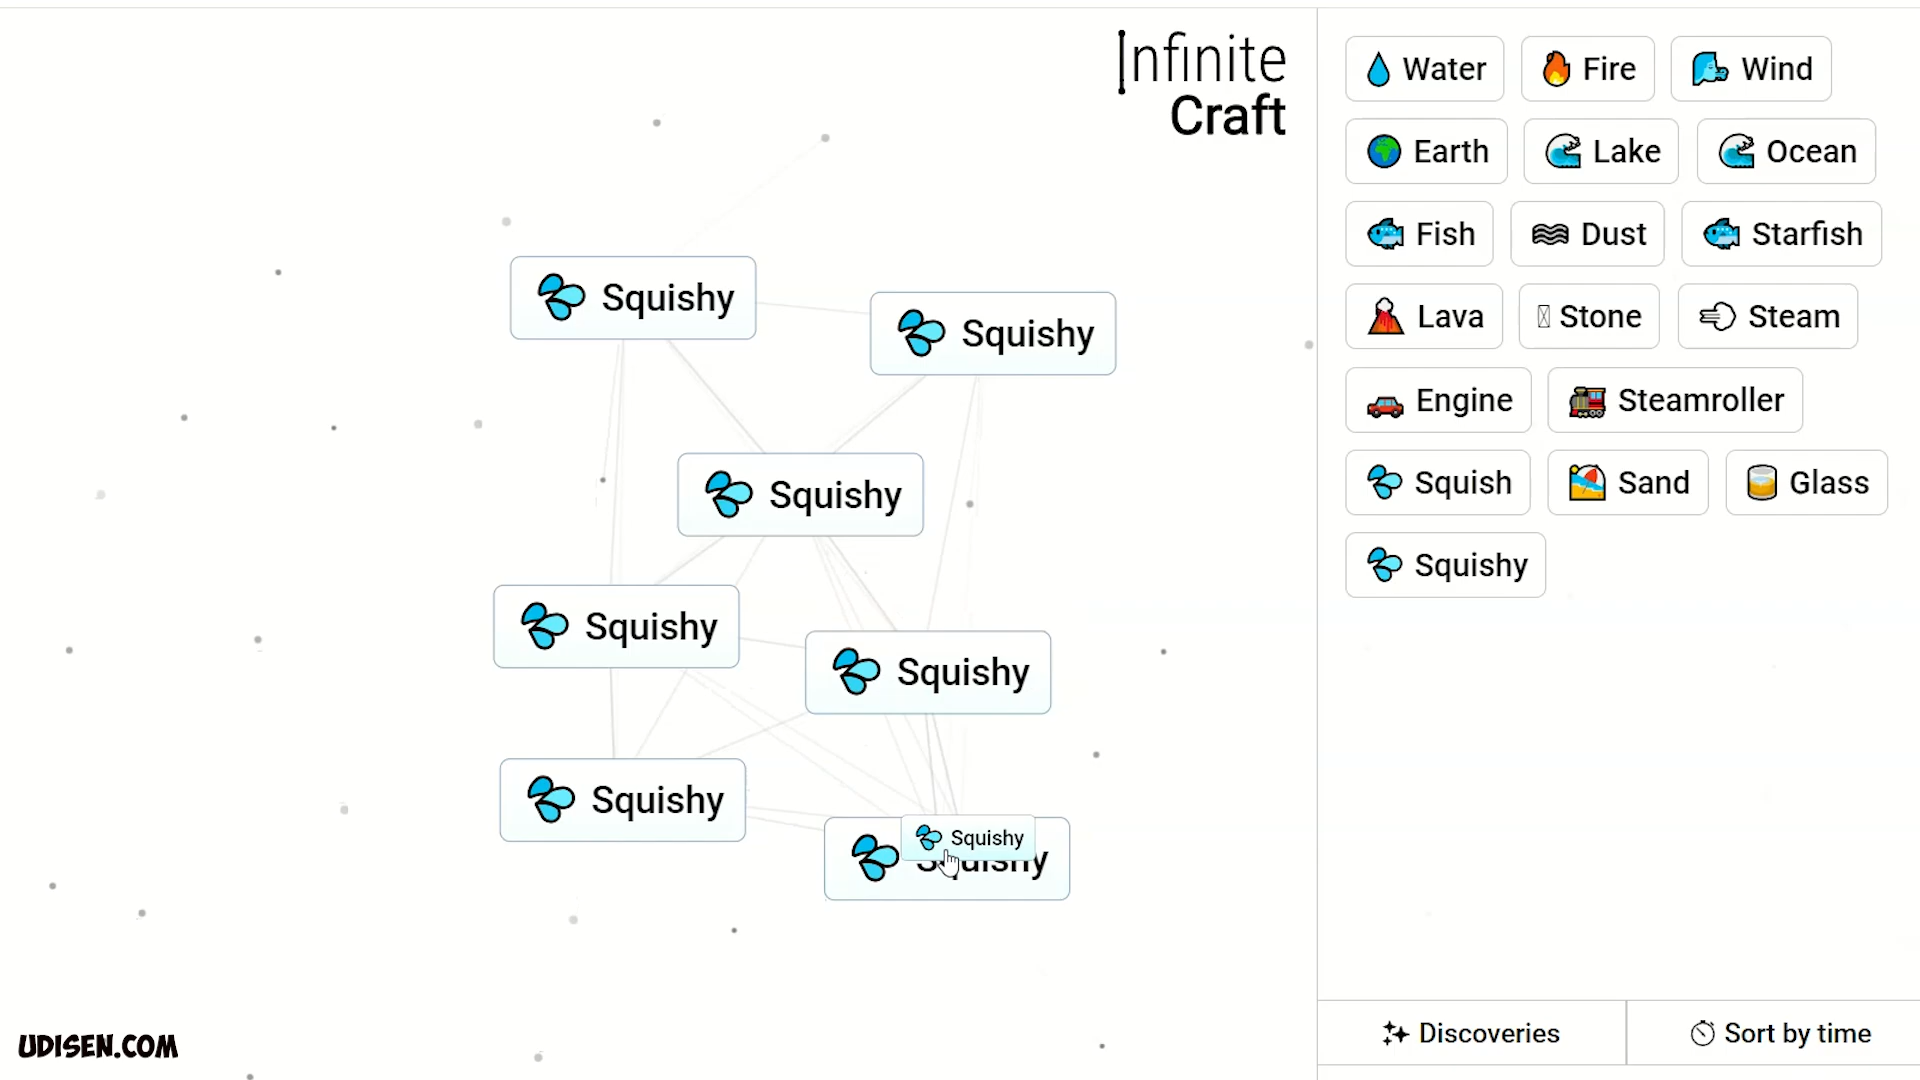 Infinite
Craft
Water
Fire
Wind
Earth
Lake
Ocean
Fish
Dust
Starfish
Lava
Stone
Steam
Engine
Steamroller
Squish
Sand
Glass
Squishy
Squishy
Squishy
Squishy
Squishy
Squishy
Squishy
Squishy
Squishy
Discoveries
Sort by time
UDISEN.COM